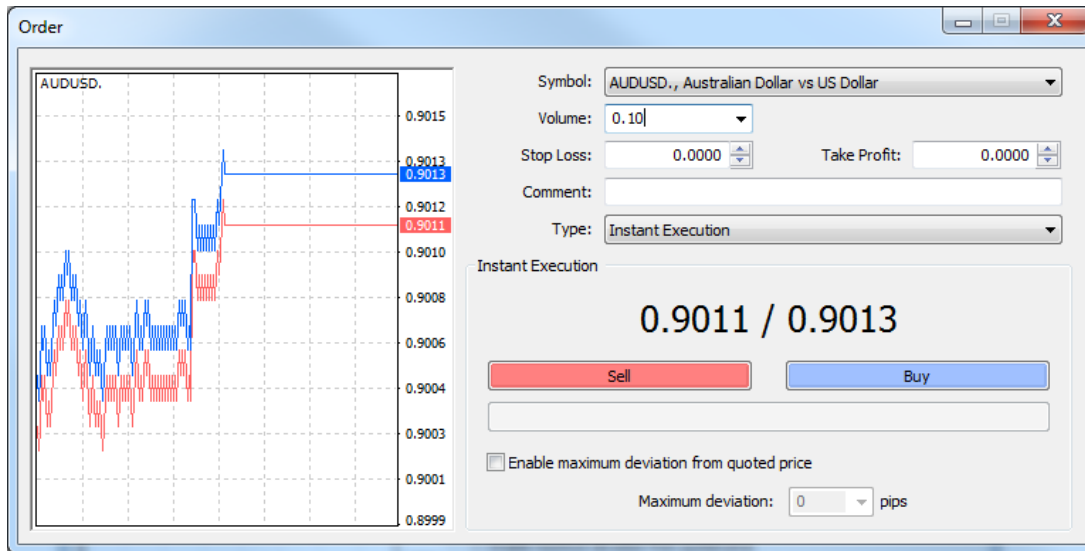 Order
AUDUSD.
0.9015
0.9013
0.9013
0.9012
0.9011
0.9010
0.9008
0.9006
0.9004
0.9003
0.9001
0.8999
Symbol: AUDUSD., Australian Dollar vs US Dollar
Volume: 0.10
Stop Loss: 0.0000 Take Profit: 0.0000
Comment:
Type: Instant Execution
Instant Execution
0.9011 / 0.9013
Sell Buy
Enable maximum deviation from quoted price
Maximum deviation: 0 pips